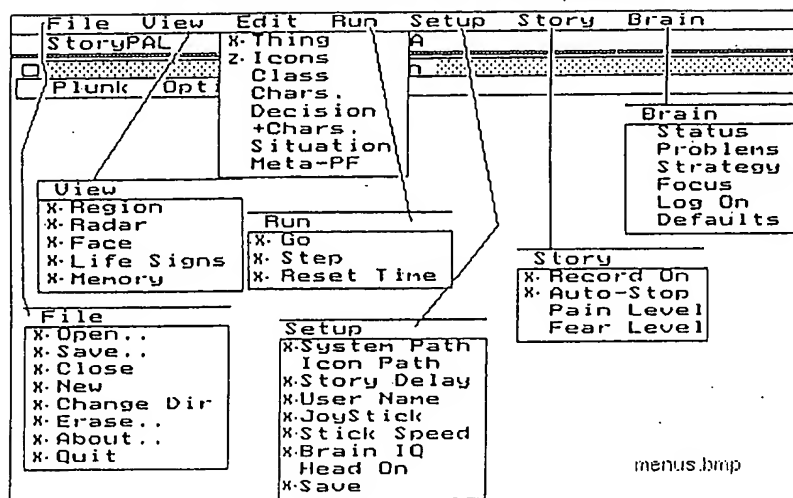 File View Edit Run Setup Story Brain
StoryPAL
A
n
Plunk Opti
x·Thing
z·Icons
Class
Chars.
Decision
+Chars.
Situation
Meta-PF
Brain
Status
Problems
Strategy
Focus
Log On
Defaults
View
x·Region
x·Radar
x·Face
x·Life Signs
x·Memory
Run
x·Go
x·Step
x·Reset Time
Story
x·Record On
x·Auto-Stop
Pain Level
Fear Level
File
x·Open..
x·Save..
x·Close
x·New
x·Change Dir
x·Erase..
x·About..
x·Quit
Setup
x·System Path
Icon Path
x·Story Delay
x·User Name
x·JoyStick
x·Stick Speed
x·Brain IQ
Head On
x·Save
menus.bmp